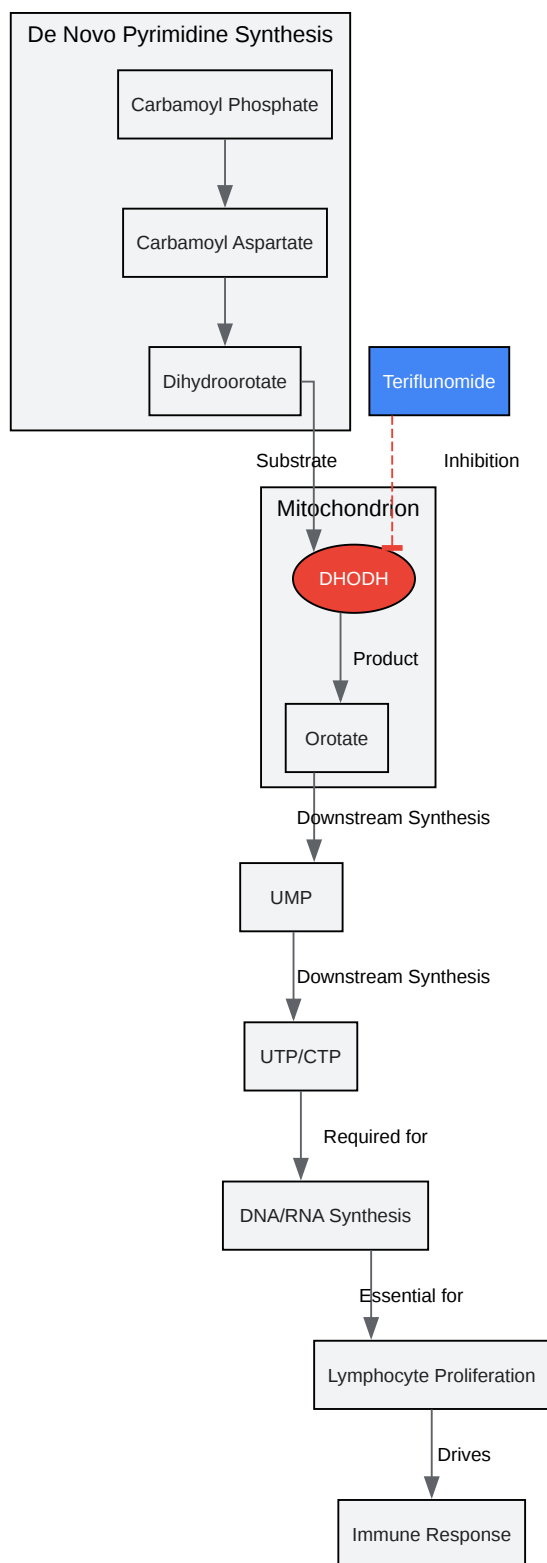 De Novo Pyrimidine Synthesis
Carbamoyl Phosphate
Carbamoyl Aspartate
Dihydroorotate
Teriflunomide
Substrate
Inhibition
Mitochondrion
DHODH
Product
Orotate
Downstream Synthesis
UMP
Downstream Synthesis
UTP/CTP
Required for
DNA/RNA Synthesis
Essential for
Lymphocyte Proliferation
Drives
Immune Response